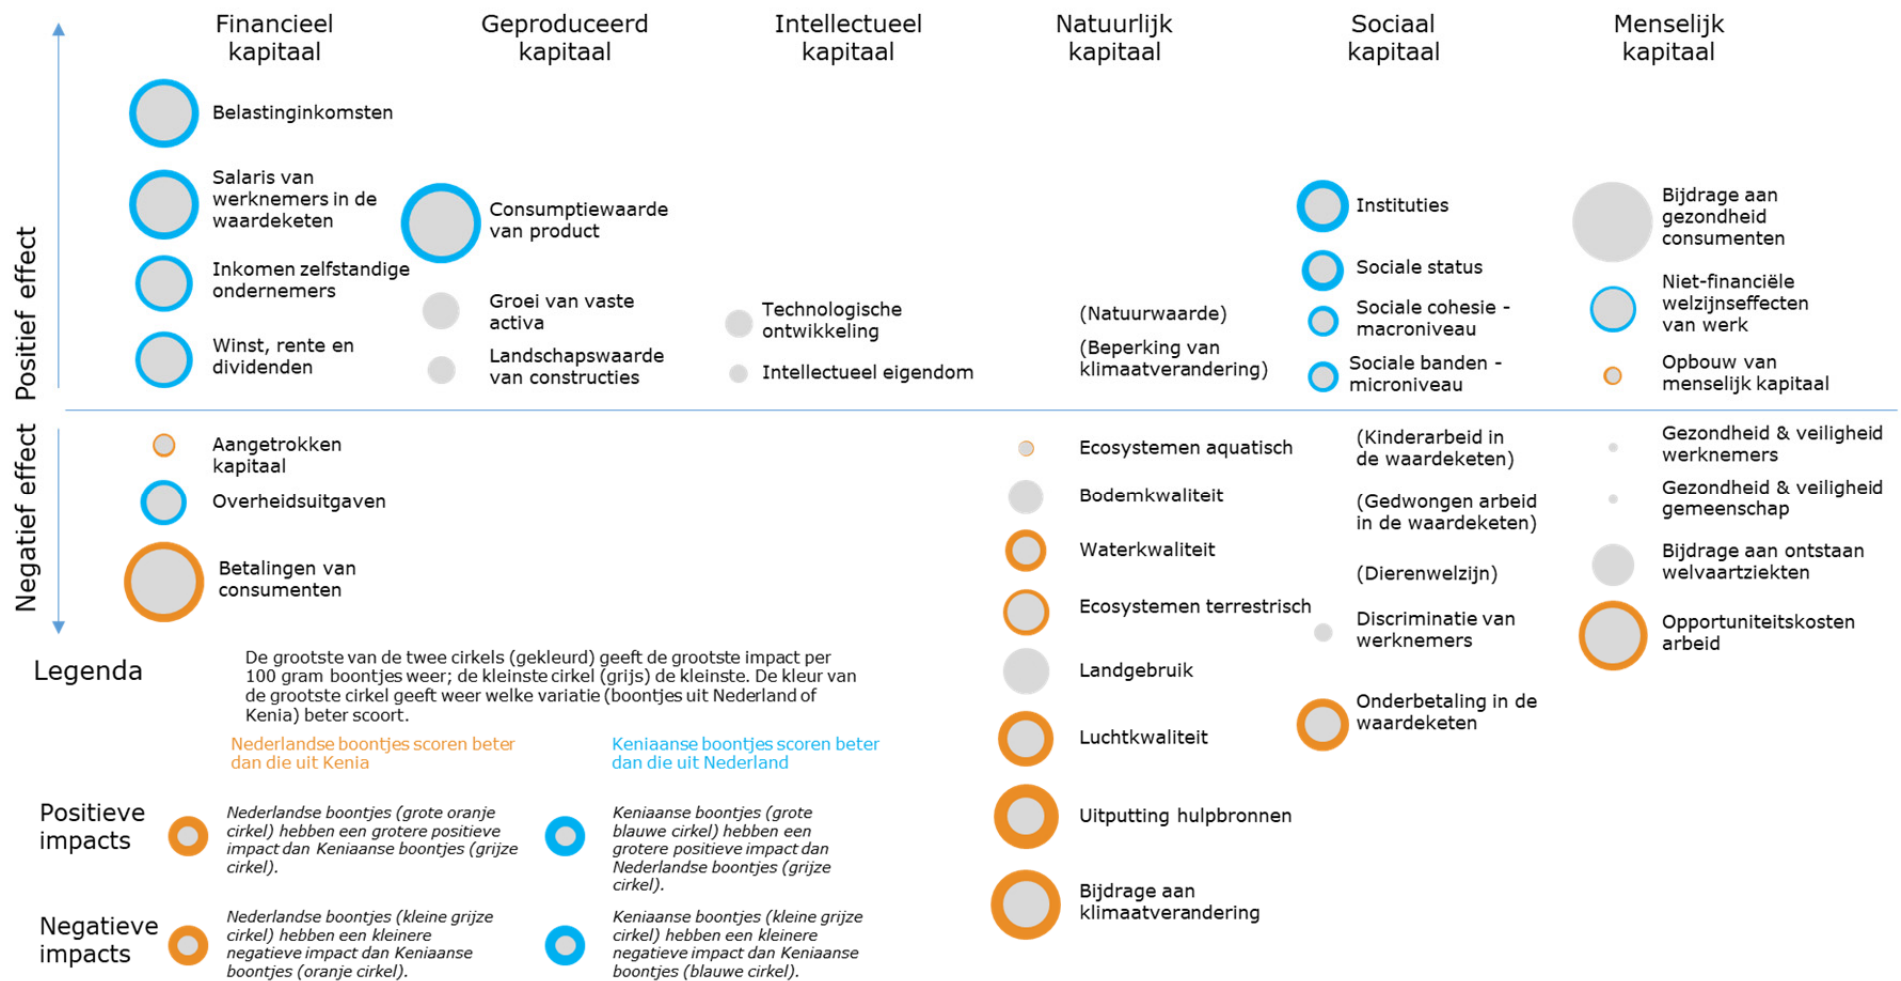 Financieel
kapitaal
Geproduceerd
kapitaal
Intellectueel
kapitaal
Natuurlijk
kapitaal
Sociaal
kapitaal
Menselijk
kapitaal
Positief effect
Belastinginkomsten
Salaris van
werknemers in de
waardeketen
Inkomen zelfstandige
ondernemers
Winst, rente en
dividenden
Consumptiewaarde
van product
Groei van vaste
activa
Landschapswaarde
van constructies
Technologische
ontwikkeling
Intellectueel eigendom
(Natuurwaarde)
(Beperking van
klimaatverandering)
Instituties
Sociale status
Sociale cohesie -
macroniveau
Sociale banden -
microniveau
Bijdrage aan
gezondheid
consumenten
Niet-financiële
welzijnseffecten
van werk
Opbouw van
menselijk kapitaal
Negatief effect
Aangetrokken
kapitaal
Overheidsuitgaven
Betalingen van
consumenten
Ecosystemen aquatisch
Bodemkwaliteit
Waterkwaliteit
Ecosystemen terrestrisch
Landgebruik
Luchtkwaliteit
Uitputting hulpbronnen
Bijdrage aan
klimaatverandering
(Kinderarbeid in
de waardeketen)
(Gedwongen arbeid
in de waardeketen)
(Dierenwelzijn)
Discriminatie van
werknemers
Onderbetaling in de
waardeketen
Gezondheid & veiligheid
werknemers
Gezondheid & veiligheid
gemeenschap
Bijdrage aan ontstaan
welvaartziekten
Opportuniteitskosten
arbeid
Legenda
De grootste van de twee cirkels (gekleurd) geeft de grootste impact per
100 gram boontjes weer; de kleinste cirkel (grijs) de kleinste. De kleur van
de grootste cirkel geeft weer welke variatie (boontjes uit Nederland of
Kenia) beter scoort.
Nederlandse boontjes scoren beter
dan die uit Kenia
Keniaanse boontjes scoren beter
dan die uit Nederland
Positieve
impacts
Nederlandse boontjes (grote oranje
cirkel) hebben een grotere positieve
impact dan Keniaanse boontjes (grijze
cirkel).
Keniaanse boontjes (grote
blauwe cirkel) hebben een
grotere positieve impact dan
Nederlandse boontjes (grijze
cirkel).
Negatieve
impacts
Nederlandse boontjes (kleine grijze
cirkel) hebben een kleinere
negatieve impact dan Keniaanse
boontjes (oranje cirkel).
Keniaanse boontjes (kleine grijze
cirkel) hebben een kleinere
negatieve impact dan Keniaanse
boontjes (blauwe cirkel).